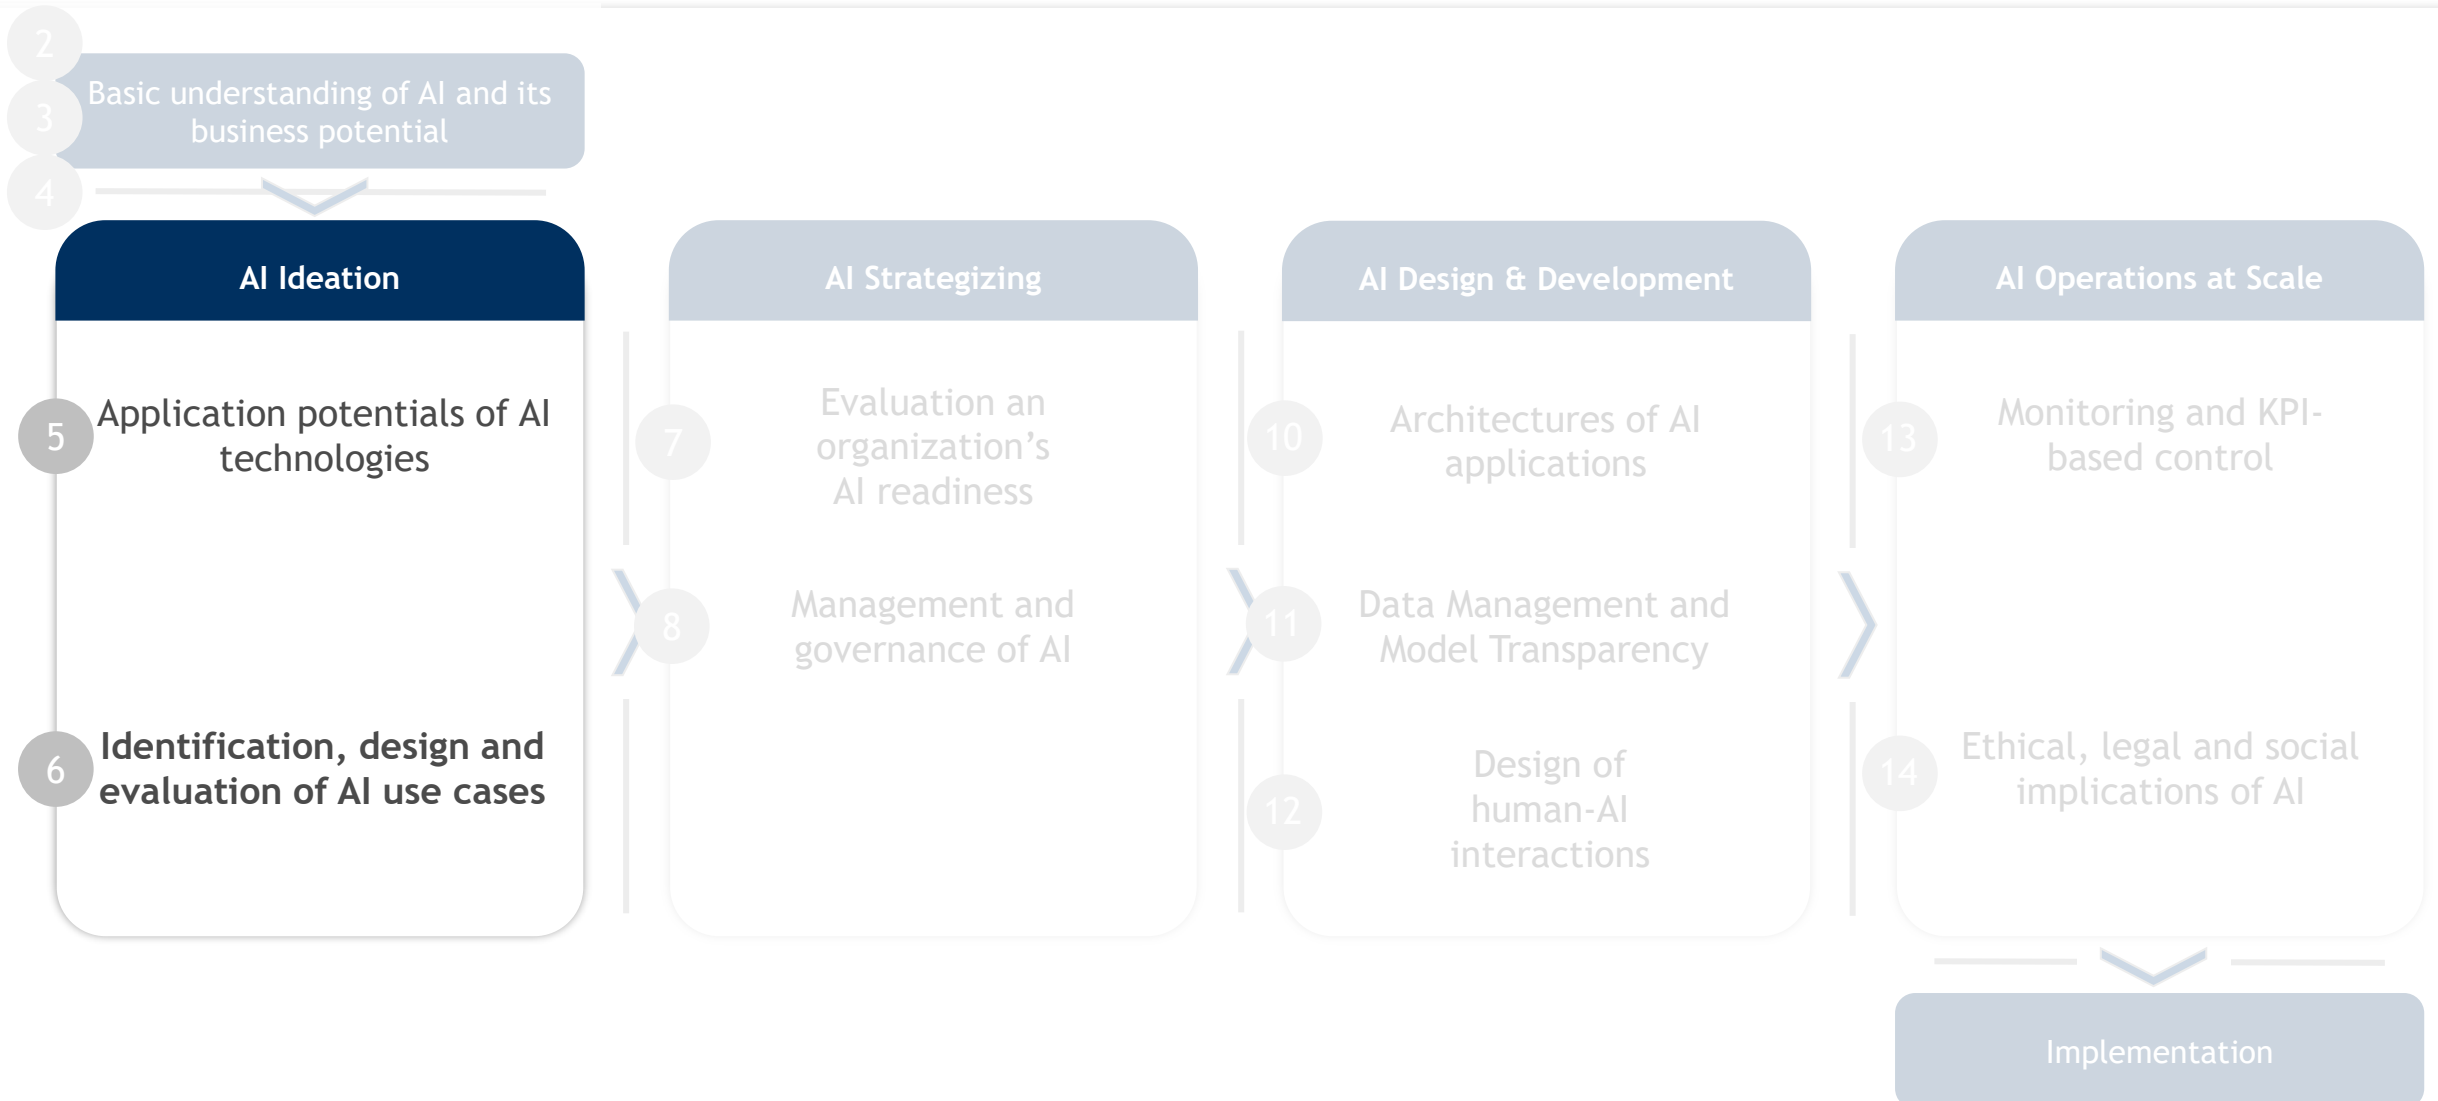 2
3
4
Basic understanding of AI and its
business potential
AI Ideation
5
Application potentials of AI
technologies
6
Identification, design and
evaluation of AI use cases
AI Strategizing
7
Evaluation an
organization’s
AI readiness
8
Management and
governance of AI
AI Design & Development
10
Architectures of AI
applications
11
Data Management and
Model Transparency
12
Design of
human-AI
interactions
AI Operations at Scale
13
Monitoring and KPI-
based control
14
Ethical, legal and social
implications of AI
Implementation